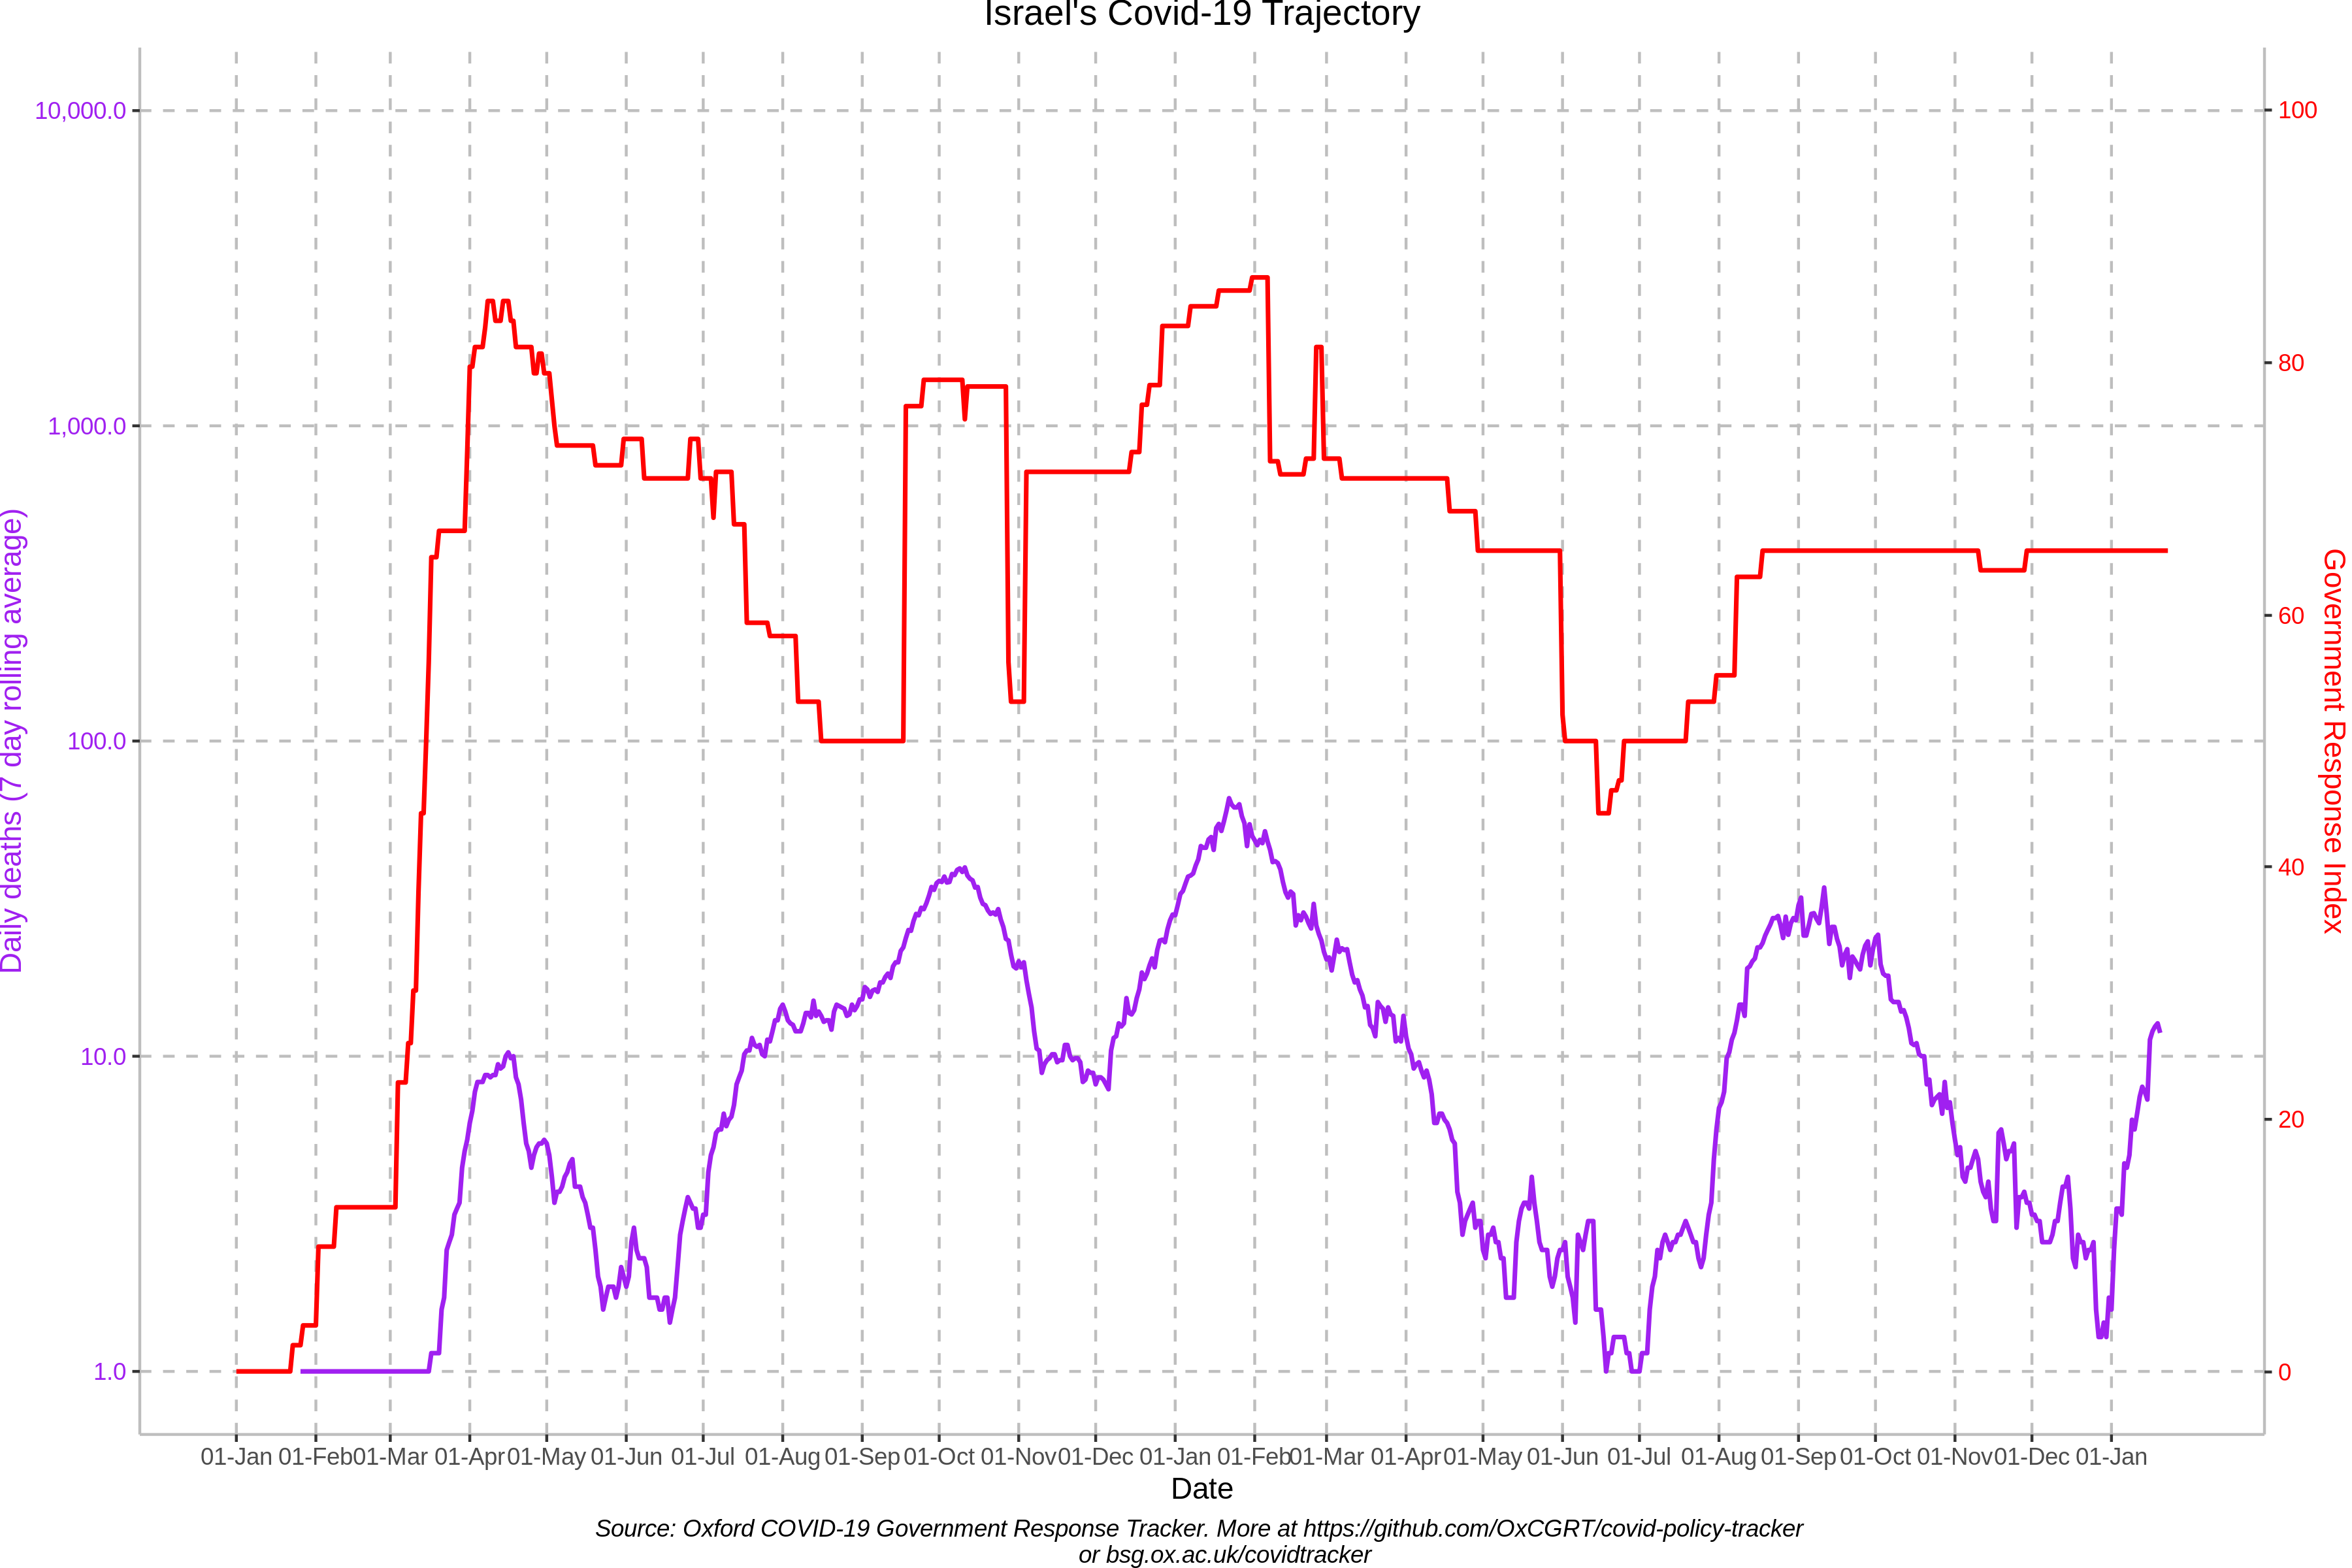 Israel's Covid-19 Trajectory
10,000.0
1,000.0
100.0
10.0
1.0
Daily deaths (7 day rolling average)
100
80
60
40
20
0
Government Response Index
01-Jan 01-Feb 01-Mar 01-Apr 01-May 01-Jun 01-Jul 01-Aug 01-Sep 01-Oct 01-Nov 01-Dec 01-Jan 01-Feb 01-Mar 01-Apr 01-May 01-Jun 01-Jul 01-Aug 01-Sep 01-Oct 01-Nov 01-Dec 01-Jan
Date
Source: Oxford COVID-19 Government Response Tracker. More at https://github.com/OxCGRT/covid-policy-tracker
or bsg.ox.ac.uk/covidtracker